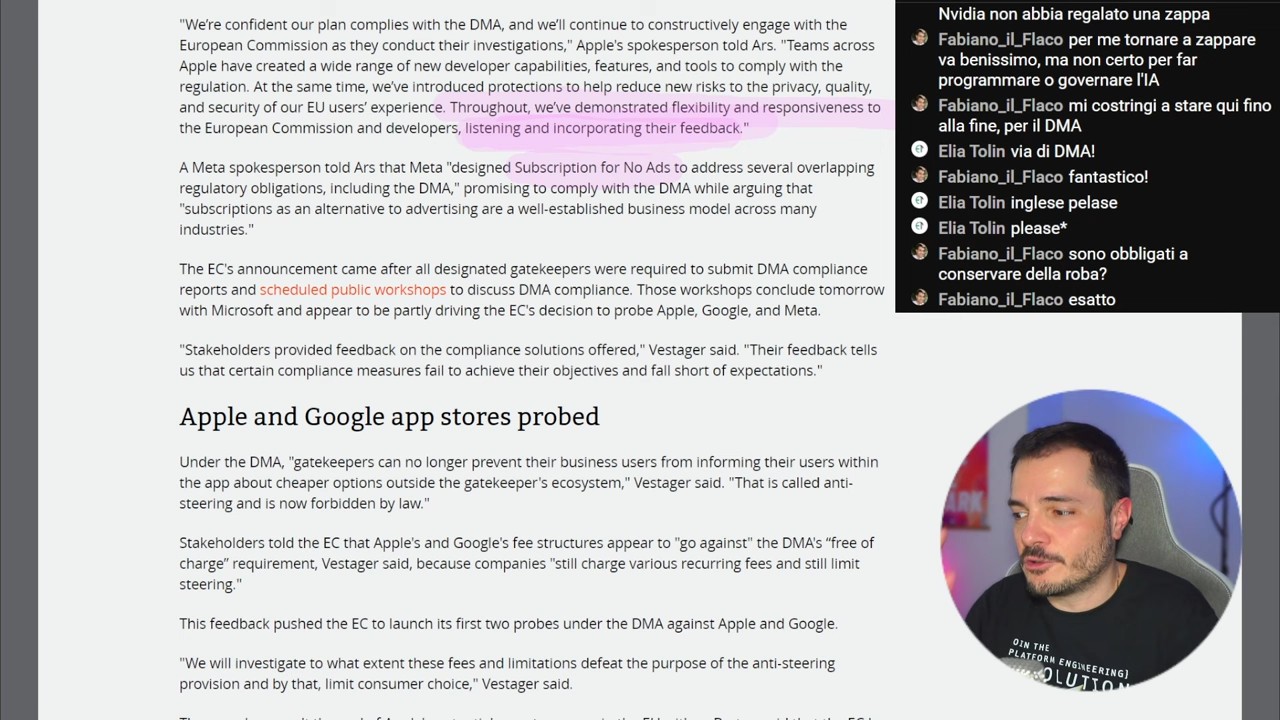 "We're confident our plan complies with the DMA, and we'll continue to constructively engage with the
European Commission as they conduct their investigations," Apple's spokesperson told Ars. "Teams across
Apple have created a wide range of new developer capabilities, features, and tools to comply with the
regulation. At the same time, we've introduced protections to help reduce new risks to the privacy, quality,
and security of our EU users' experience. Throughout, we've demonstrated flexibility and responsiveness to
the European Commission and developers, listening and incorporating their feedback."
A Meta spokesperson told Ars that Meta "designed Subscription for No Ads to address several overlapping
regulatory obligations, including the DMA," promising to comply with the DMA while arguing that
"subscriptions as an alternative to advertising are a well-established business model across many
industries."
The EC's announcement came after all designated gatekeepers were required to submit DMA compliance
reports and scheduled public workshops to discuss DMA compliance. Those workshops conclude tomorrow
with Microsoft and appear to be partly driving the EC's decision to probe Apple, Google, and Meta.
"Stakeholders provided feedback on the compliance solutions offered," Vestager said. "Their feedback tells
us that certain compliance measures fail to achieve their objectives and fall short of expectations."
Apple and Google app stores probed
Under the DMA, "gatekeepers can no longer prevent their business users from informing their users within
the app about cheaper options outside the gatekeeper's ecosystem," Vestager said. "That is called anti-
steering and is now forbidden by law."
Stakeholders told the EC that Apple's and Google's fee structures appear to "go against" the DMA's “free of
charge” requirement, Vestager said, because companies "still charge various recurring fees and still limit
steering."
This feedback pushed the EC to launch its first two probes under the DMA against Apple and Google.
"We will investigate to what extent these fees and limitations defeat the purpose of the anti-steering
provision and by that, limit consumer choice," Vestager said.
Nvidia non abbia regalato una zappa
Fabiano_il_Flaco per me tornare a zappare
va benissimo, ma non certo per far
programmare o governare l'IA
Fabiano_il_Flaco mi costringi a stare qui fino
alla fine, per il DMA
Elia Tolin via di DMA!
Fabiano_il_Flaco fantastico!
Elia Tolin inglese pelase
Elia Tolin please*
Fabiano_il_Flaco sono obbligati a
conservare della roba?
Fabiano_il_Flaco esatto
OIN THE
PLATFORM ENGINEERING}